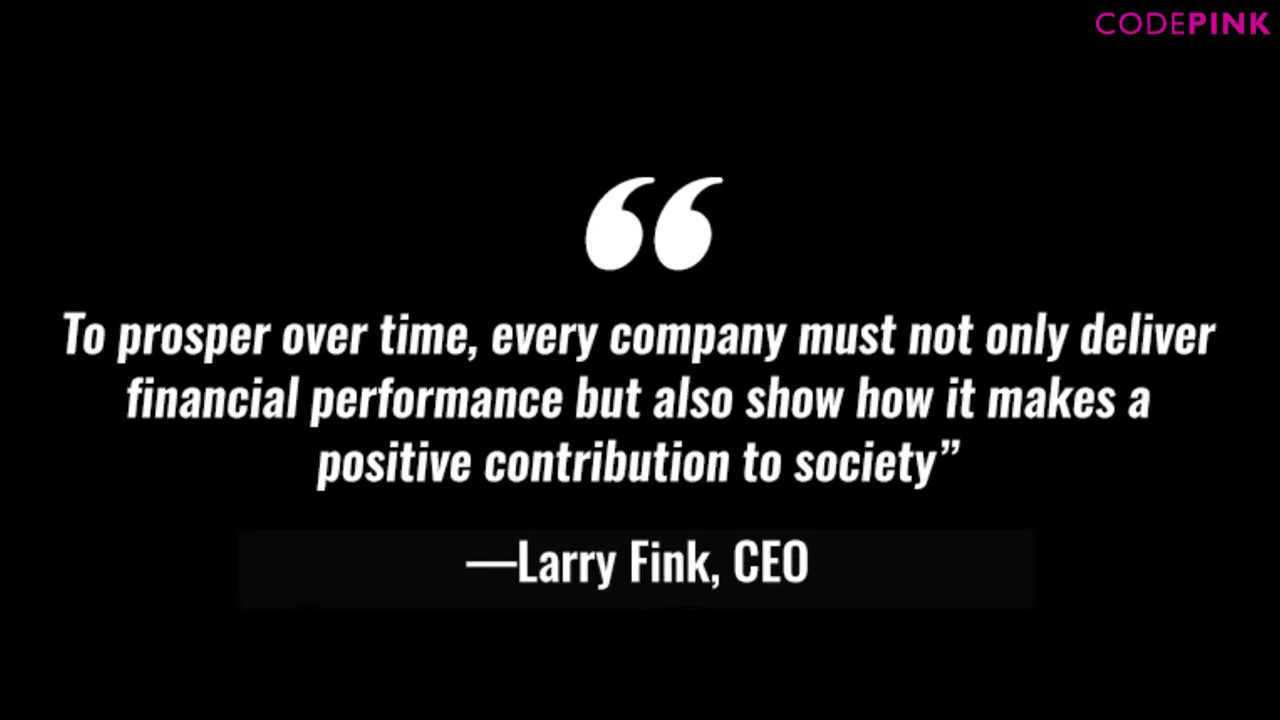 CODEPINK
“
To prosper over time, every company must not only deliver
financial performance but also show how it makes a
positive contribution to society”
—Larry Fink, CEO